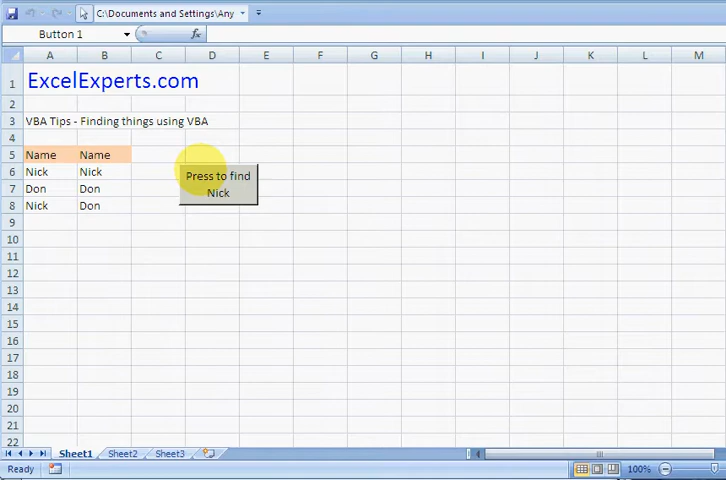 C:\Documents and Settings\Any
Button 1 fx
A B C D E F G H I J K L M
1 ExcelExperts.com
2
3 VBA Tips - Finding things using VBA
4
5 Name Name
6 Nick Nick
Press to find
7 Don Don
Nick
8 Nick Don
9
10
11
12
13
14
15
16
17
18
19
20
21
22
Sheet1 Sheet2 Sheet3
Ready 100%